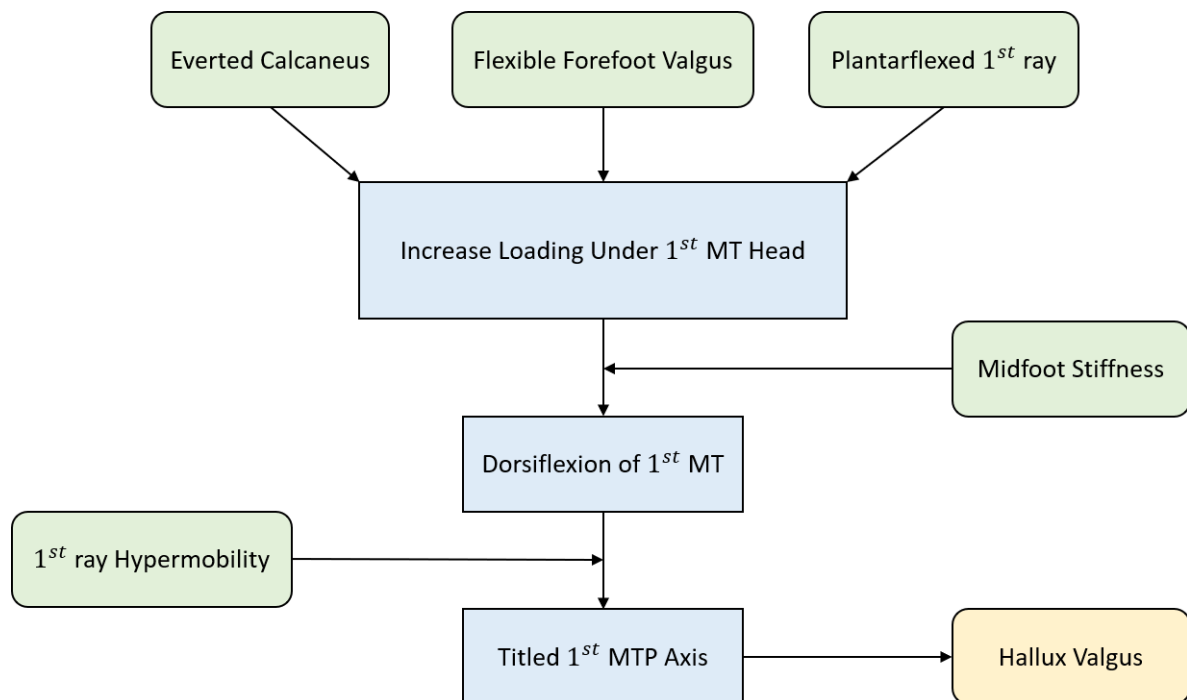 Everted Calcaneus
Flexible Forefoot Valgus
Plantarflexed 1st ray
Increase Loading Under 1st MT Head
Midfoot Stiffness
Dorsiflexion of 1st MT
1st ray Hypermobility
Titled 1st MTP Axis
Hallux Valgus